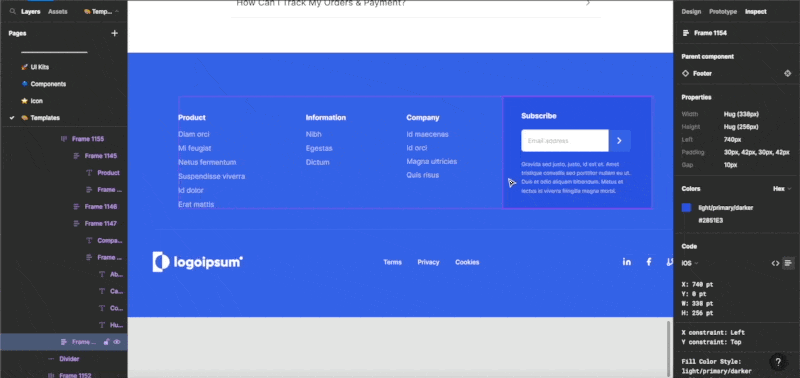 How Can I Track My Orders & Payment?
Layers
Assets
Temp...
Pages
UI Kits
Components
Icon
Templates
Frame 1155
Frame 1145
Product
Frame ...
Frame 1146
Frame 1147
Compa...
Frame ...
Ab...
Ca...
Co...
Hu...
Frame ...
Divider
Frame 1152
Product
Diam orci
Mi feugist
Netus fermentum
Suspendisse viverra
Id dolor
Erat mattis
Information
Nibh
Egestas
Dictum
Company
Id maecenas
Id orci
Magna ultricies
Quis risus
Subscribe
Email address
Gravida sed justo, justo, id est et. Amet
tristique convallis sed porttitor nullam eu ut.
Duis et odio aliquam bibendum. Metus et
lectus id viverra fringilla magna morbi.
logoipsum
Terms
Privacy
Cookies
in
f
Design
Prototype
Inspect
Frame 1154
Parent component
Footer
Properties
Width Hug (338px)
Height Hug (256px)
Left 740px
Padding 30px, 42px, 30px, 42px
Gap 10px
Colors
Hex
light/primary/darker
#2851E3
Code
iOS
X: 740 pt
Y: 0 pt
W: 338 pt
H: 256 pt
X constraint: Left
Y constraint: Top
Fill Color Style:
light/primary/darker
?